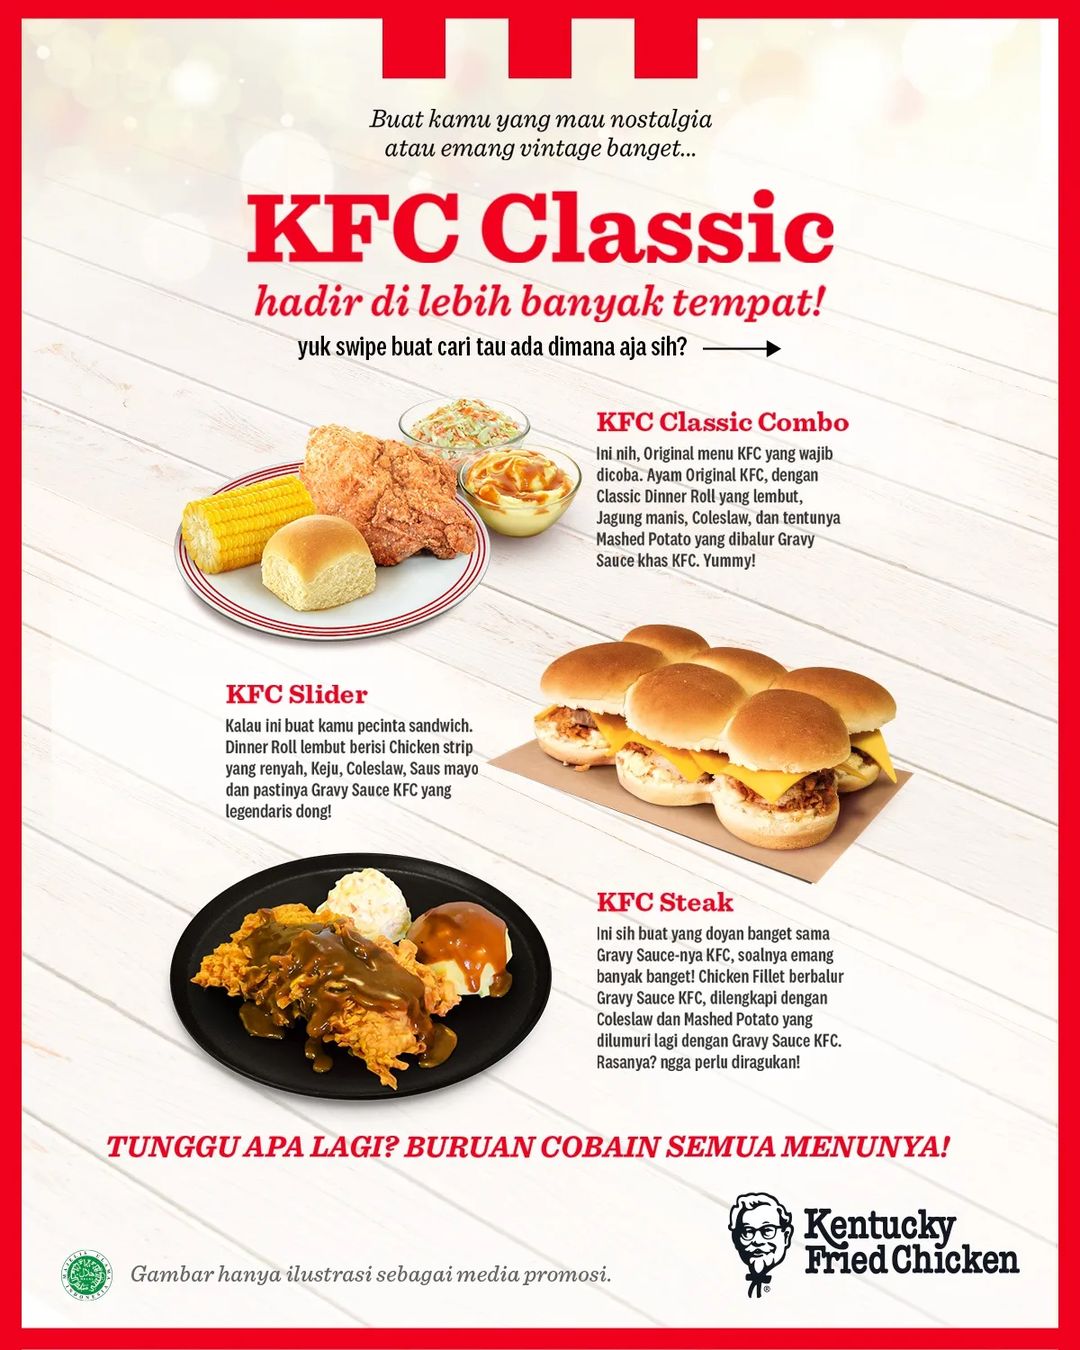 Buat kamu yang mau nostalgia
atau emang vintage banget...
KFC Classic
hadir di lebih banyak tempat!
yuk swipe buat cari tau ada dimana aja sih?
KFC Classic Combo
Ini nih, Original menu KFC yang wajib
dicoba. Ayam Original KFC, dengan
Classic Dinner Roll yang lembut,
Jagung manis, Coleslaw, dan tentunya
Mashed Potato yang dibalur Gravy
Sauce khas KFC. Yummy!
KFC Slider
Kalau ini buat kamu pecinta sandwich.
Dinner Roll lembut berisi Chicken strip
yang renyah, Keju, Coleslaw, Saus mayo
dan pastinya Gravy Sauce KFC yang
legendaris dong!
KFC Steak
Ini sih buat yang doyan banget sama
Gravy Sauce-nya KFC, soalnya emang
banyak banget! Chicken Fillet berbalur
Gravy Sauce KFC, dilengkapi dengan
Coleslaw dan Mashed Potato yang
dilumuri lagi dengan Gravy Sauce KFC.
Rasanya? ngga perlu diragukan!
TUNGGU APA LAGI? BURUAN COBAIN SEMUA MENUNYA!
Kentucky
Fried Chicken
®
MAJELIS ULAMA INDONESIA
Gambar hanya ilustrasi sebagai media promosi.